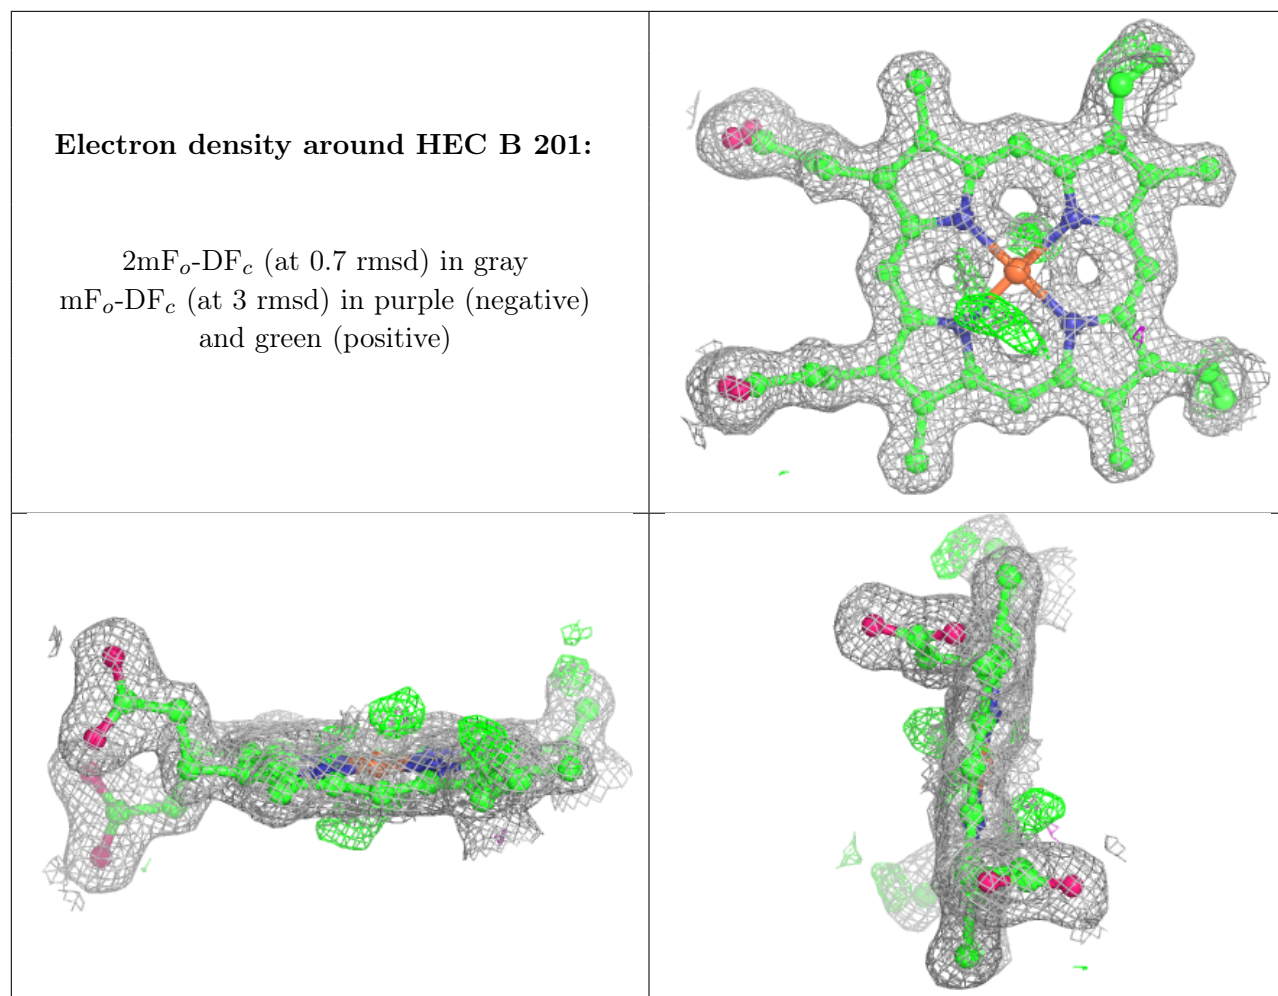 Electron density around HEC B 201:
2mFo-DFc (at 0.7 rmsd) in gray
mFo-DFc (at 3 rmsd) in purple (negative)
and green (positive)